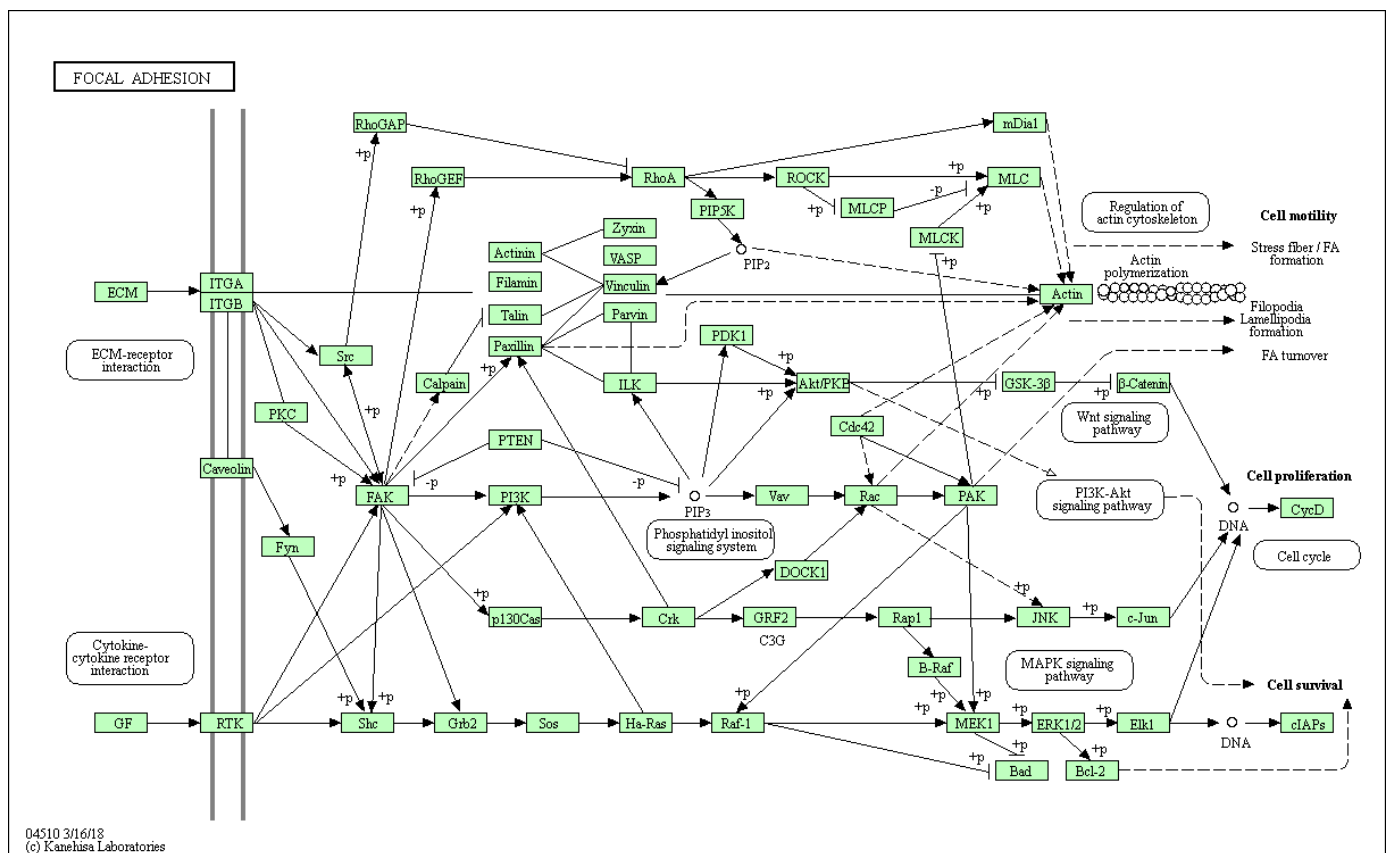 FOCAL ADHESION
RhoGAP
mDia1
+p
+p
RhoGEF
RhoA
ROCK
MLC
-p
+p
PIP5K
MLCP
+p
MLCK
+p
Regulation of
actin cytoskeleton
Cell motility
Zyxin
Actinin
VASP
PIP2
Stress fiber / FA
formation
ECM
ITGA
ITGB
Filamin
Vinculin
Actin
Actin
polymerization
Talin
Parvin
Filopodia
Lamellipodia
formation
ECM-receptor
interaction
Src
Paxillin
+p
PDK1
+p
FA turnover
Calpain
ILK
Akt/PKB
GSK-3β
+p
β-Catenin
+p
+p
PKC
+p
Cdc42
Wnt signaling
pathway
PTEN
Caveolin
+p
FAK
-p
PI3K
-p
PIP3
Vav
Rac
PAK
PI3K-Akt
signaling pathway
Cell proliferation
DNA
CycD
Phosphatidyl inositol
signaling system
Fyn
Cell cycle
DOCK1
+p
p130Cas
Crk
GRF2
C3G
Rap1
+p
JNK
+p
c-Jun
Cytokine-
cytokine receptor
interaction
B-Raf
MAPK signaling
pathway
Cell survival
GF
RTK
+p
+p
Shc
Grb2
Sos
Ha-Ras
+p
Raf-1
+p
+p
+p
MEK1
+p
ERK1/2
+p
Elk1
DNA
cIAPs
+p
+p
Bad
+p
Bcl-2
04510 3/16/18
(c) Kanehisa Laboratories